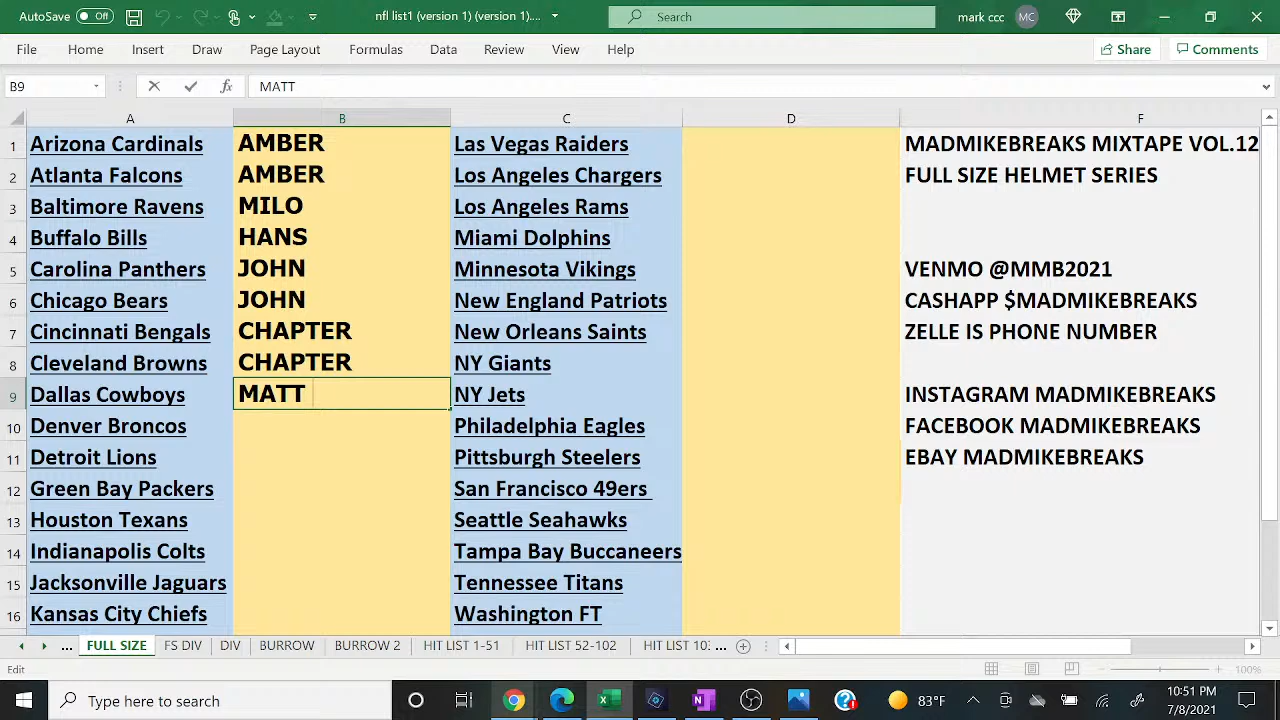 AutoSave Off nfl list1 (version 1) (version 1).... Search mark ccc MC
File Home Insert Draw Page Layout Formulas Data Review View Help Share Comments
B9 fx MATT
A B C D F
1 Arizona Cardinals AMBER Las Vegas Raiders MADMIKEBREAKS MIXTAPE VOL.12
2 Atlanta Falcons AMBER Los Angeles Chargers FULL SIZE HELMET SERIES
3 Baltimore Ravens MILO Los Angeles Rams
4 Buffalo Bills HANS Miami Dolphins
5 Carolina Panthers JOHN Minnesota Vikings VENMO @MMB2021
6 Chicago Bears JOHN New England Patriots CASHAPP $MADMIKEBREAKS
7 Cincinnati Bengals CHAPTER New Orleans Saints ZELLE IS PHONE NUMBER
8 Cleveland Browns CHAPTER NY Giants
9 Dallas Cowboys MATT NY Jets INSTAGRAM MADMIKEBREAKS
10 Denver Broncos Philadelphia Eagles FACEBOOK MADMIKEBREAKS
11 Detroit Lions Pittsburgh Steelers EBAY MADMIKEBREAKS
12 Green Bay Packers San Francisco 49ers
13 Houston Texans Seattle Seahawks
14 Indianapolis Colts Tampa Bay Buccaneers
15 Jacksonville Jaguars Tennessee Titans
16 Kansas City Chiefs Washington FT
... FULL SIZE FS DIV DIV BURROW BURROW 2 HIT LIST 1-51 HIT LIST 52-102 HIT LIST 10: ...
Edit 100%
Type here to search 83°F 10:51 PM
7/8/2021